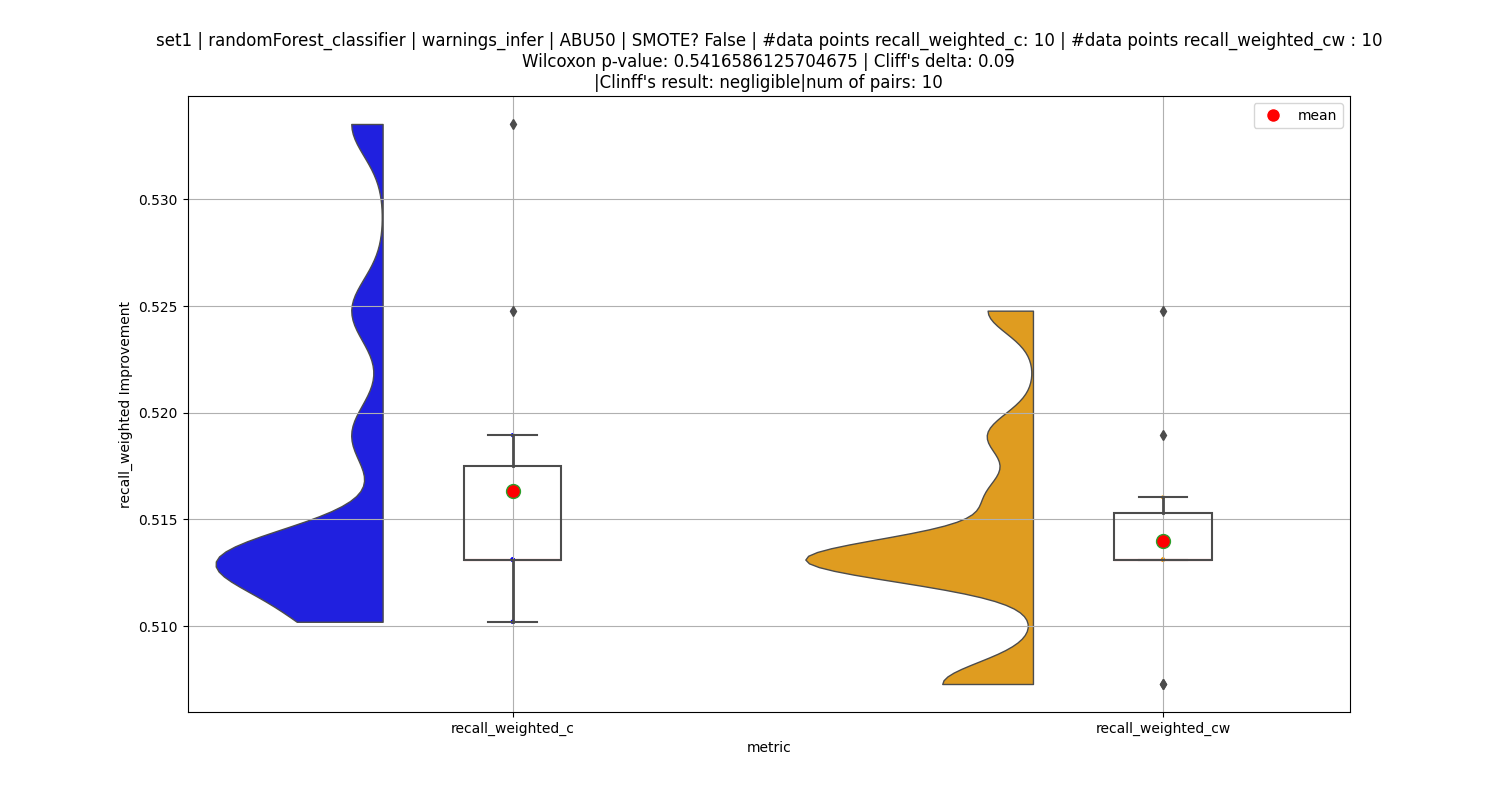 set1 | randomForest_classifier | warnings_infer | ABU50 | SMOTE? False | #data points recall_weighted_c: 10 | #data points recall_weighted_cw : 10
Wilcoxon p-value: 0.5416586125704675 | Cliff's delta: 0.09
|Clinff's result: negligible|num of pairs: 10
mean
recall_weighted Improvement
0.530
0.525
0.520
0.515
0.510
recall_weighted_c
recall_weighted_cw
metric